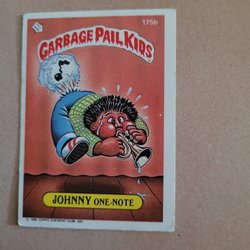 175b
GARBAGE PAIL KIDS
JOHNNY ONE-NOTE